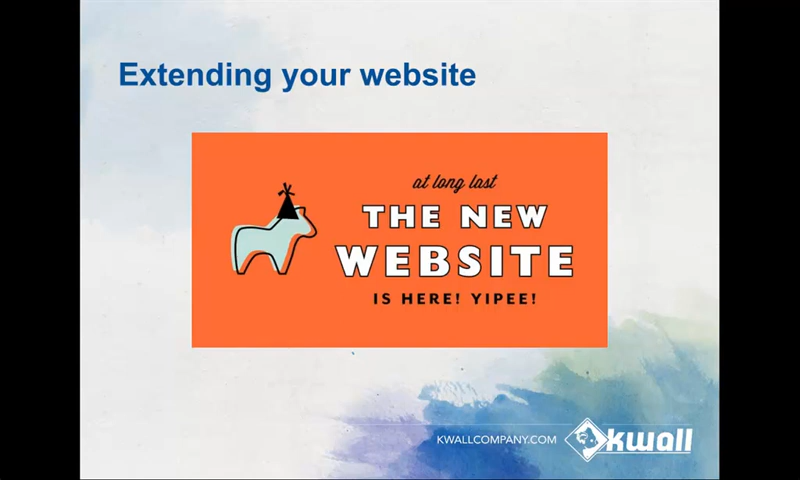 Extending your website
at long last
THE NEW
WEBSITE
IS HERE! YIPEE!
KWALLCOMPANY.COM
kwall